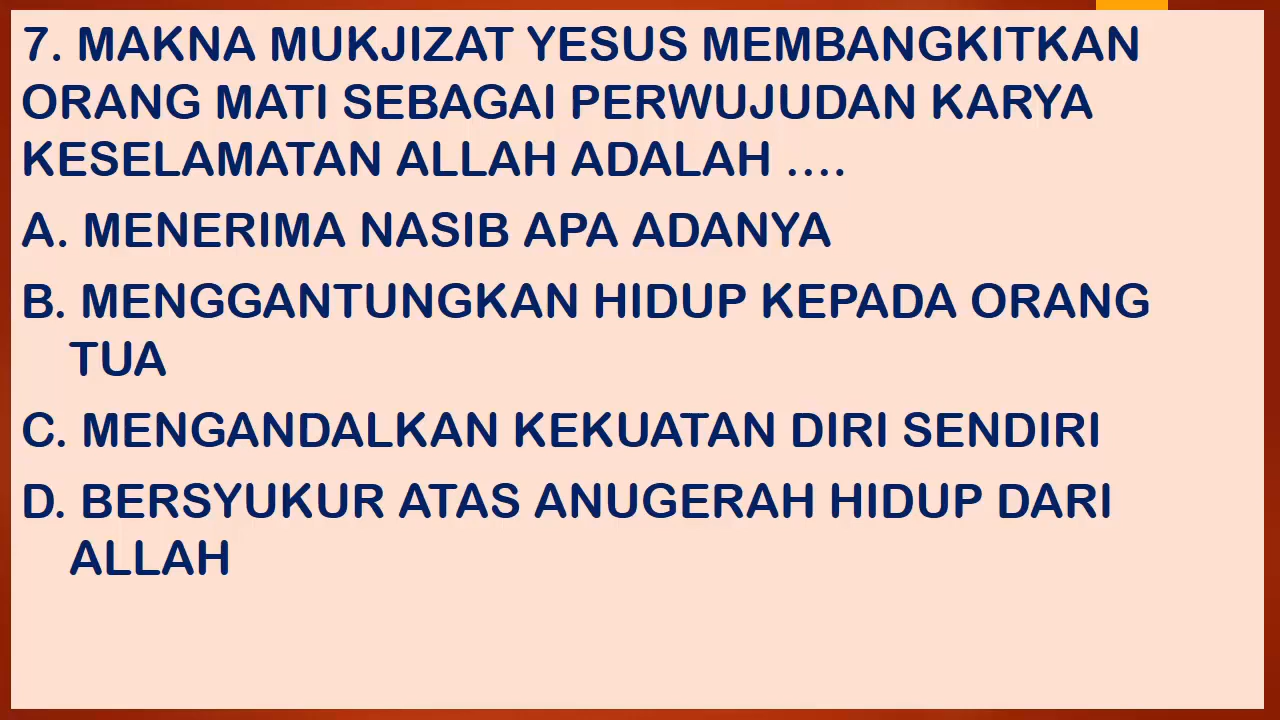 7. MAKNA MUKJIZAT YESUS MEMBANGKITKAN
ORANG MATI SEBAGAI PERWUJUDAN KARYA
KESELAMATAN ALLAH ADALAH ....
A. MENERIMA NASIB APA ADANYA
B. MENGGANTUNGKAN HIDUP KEPADA ORANG
TUA
C. MENGANDALKAN KEKUATAN DIRI SENDIRI
D. BERSYUKUR ATAS ANUGERAH HIDUP DARI
ALLAH